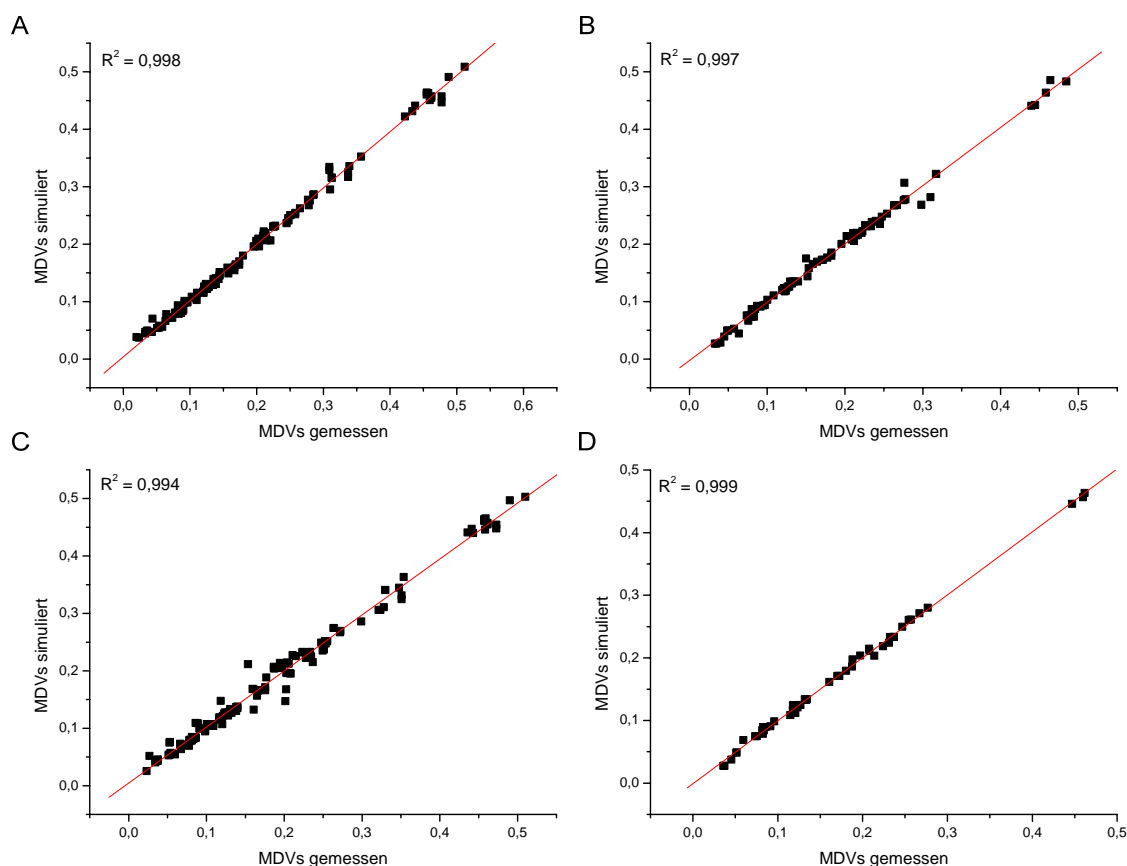 A
R² = 0,998
0,5
0,4
0,3
0,2
0,1
0,0
MDVs simuliert
0,0 0,1 0,2 0,3 0,4 0,5 0,6
MDVs gemessen
B
R² = 0,997
0,5
0,4
0,3
0,2
0,1
0,0
MDVs simuliert
0,0 0,1 0,2 0,3 0,4 0,5
MDVs gemessen
C
R² = 0,994
0,5
0,4
0,3
0,2
0,1
0,0
MDVs simuliert
0,0 0,1 0,2 0,3 0,4 0,5
MDVs gemessen
D
R² = 0,999
0,5
0,4
0,3
0,2
0,1
0,0
MDVs simuliert
0,0 0,1 0,2 0,3 0,4 0,5
MDVs gemessen